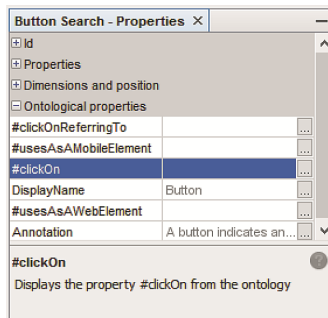 Button Search - Properties ×
Id
Properties
Dimensions and position
Ontological properties
#clickOnReferringTo ...
#usesAsAMobileElement ...
#clickOn ...
DisplayName Button ...
#usesAsAWebElement ...
Annotation A button indicates an... ...
#clickOn ?
Displays the property #clickOn from the ontology